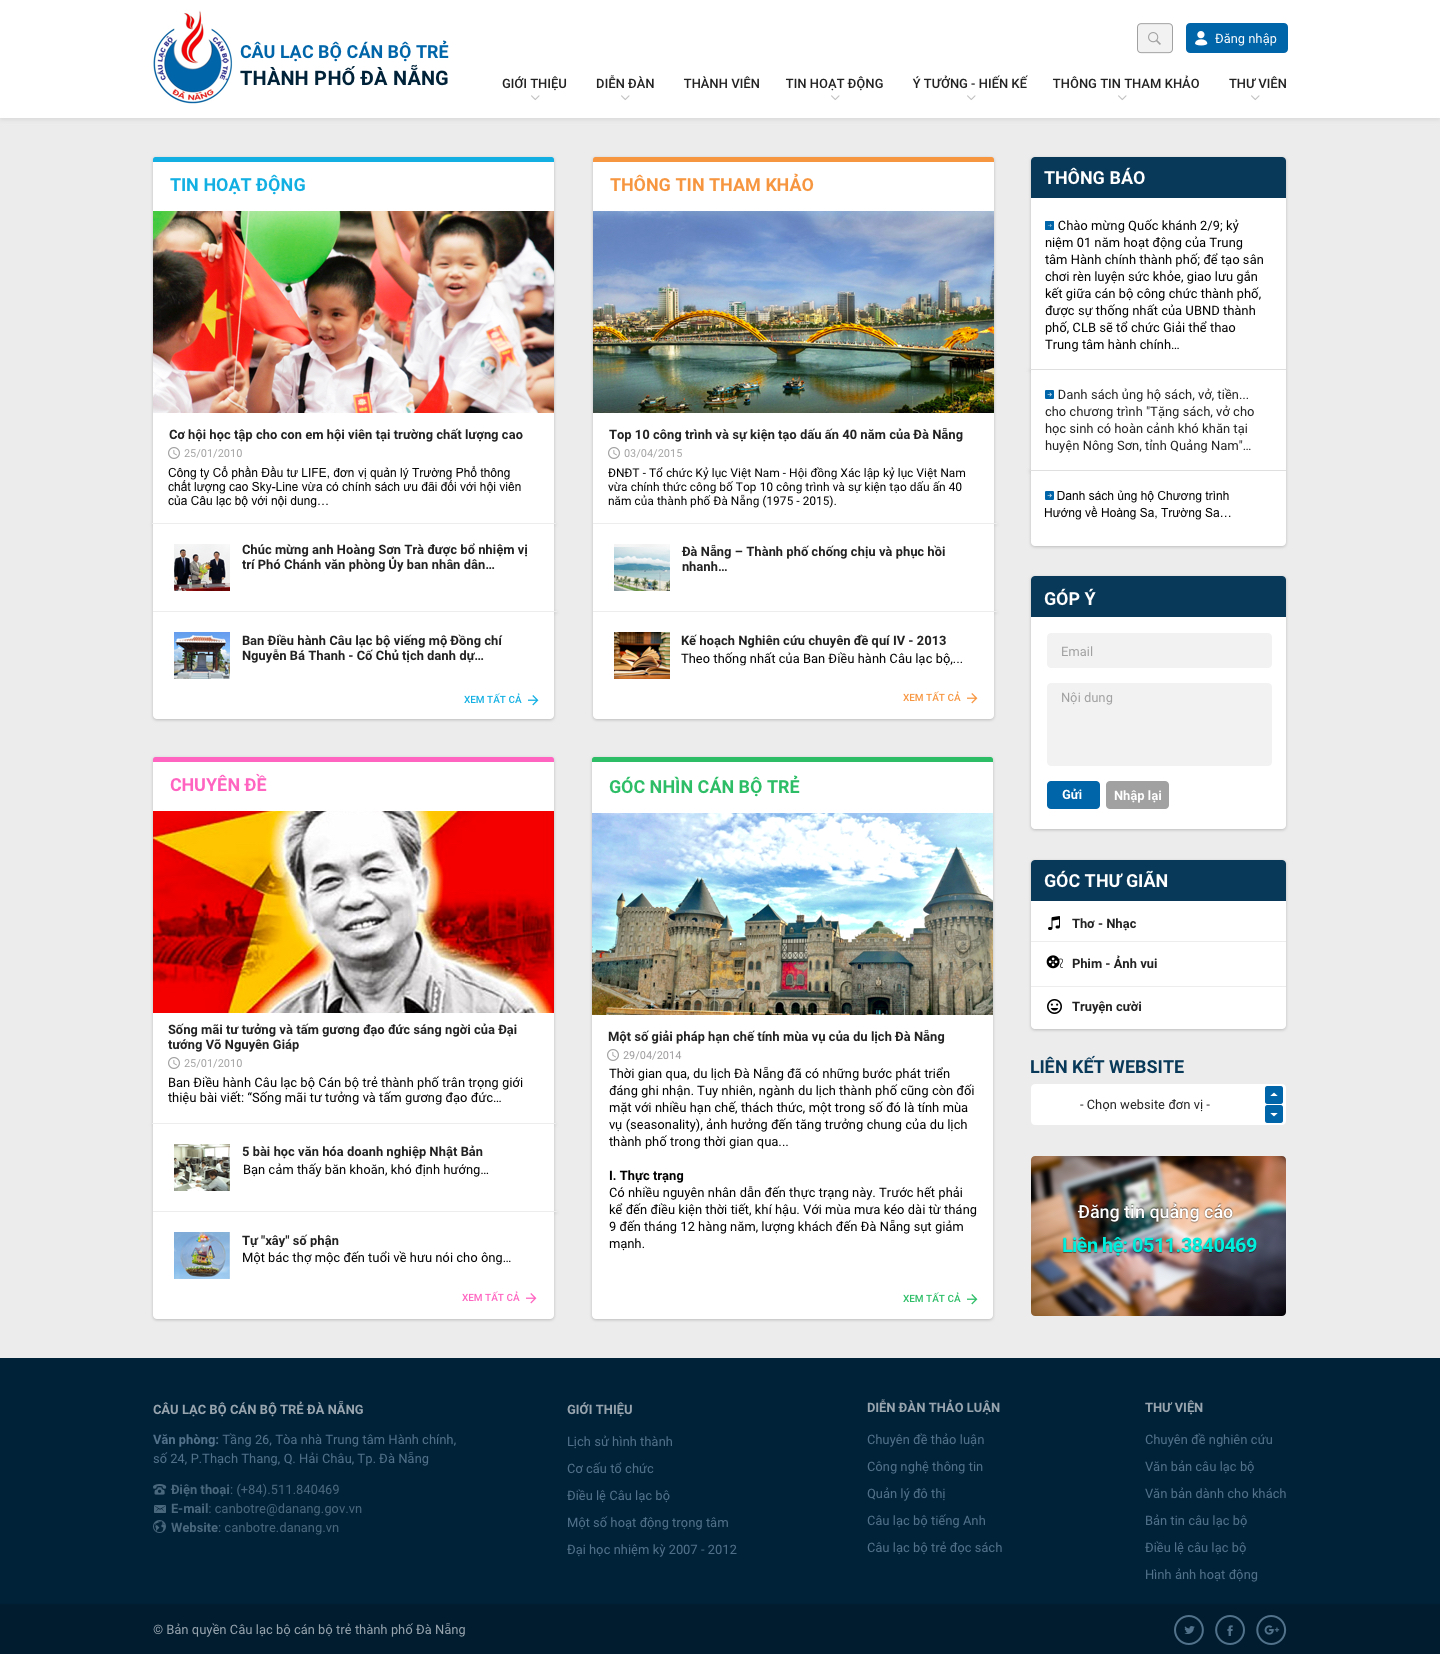 CÂU LẠC BỘ CÁN BỘ TRẺ
THÀNH PHỐ ĐÀ NẴNG
CÂU LẠC BỘ CÁN BỘ TRẺ
ĐÀ NẴNG
Đăng nhập
GIỚI THIỆU
DIỄN ĐÀN
THÀNH VIÊN
TIN HOẠT ĐỘNG
Ý TƯỞNG - HIẾN KẾ
THÔNG TIN THAM KHẢO
THƯ VIÊN
TIN HOẠT ĐỘNG
Cơ hội học tập cho con em hội viên tại trường chất lượng cao
25/01/2010
Công ty Cổ phần Đầu tư LIFE, đơn vị quản lý Trường Phổ thông
chất lượng cao Sky-Line vừa có chính sách ưu đãi đối với hội viên
của Câu lạc bộ với nội dung…
Chúc mừng anh Hoàng Sơn Trà được bổ nhiệm vị
trí Phó Chánh văn phòng Ủy ban nhân dân…
Ban Điều hành Câu lạc bộ viếng mộ Đồng chí
Nguyễn Bá Thanh - Cố Chủ tịch danh dự…
XEM TẤT CẢ
THÔNG TIN THAM KHẢO
Top 10 công trình và sự kiện tạo dấu ấn 40 năm của Đà Nẵng
03/04/2015
ĐNĐT - Tổ chức Kỷ lục Việt Nam - Hội đồng Xác lập kỷ lục Việt Nam
vừa chính thức công bố Top 10 công trình và sự kiện tạo dấu ấn 40
năm của thành phố Đà Nẵng (1975 - 2015).
Đà Nẵng – Thành phố chống chịu và phục hồi
nhanh…
Kế hoạch Nghiên cứu chuyên đề quí IV - 2013
Theo thống nhất của Ban Điều hành Câu lạc bộ,...
XEM TẤT CẢ
THÔNG BÁO
Chào mừng Quốc khánh 2/9; kỷ
niệm 01 năm hoạt động của Trung
tâm Hành chính thành phố; để tạo sân
chơi rèn luyện sức khỏe, giao lưu gắn
kết giữa cán bộ công chức thành phố,
được sự thống nhất của UBND thành
phố, CLB sẽ tổ chức Giải thể thao
Trung tâm hành chính…
Danh sách ủng hộ sách, vở, tiền...
cho chương trình "Tặng sách, vở cho
học sinh có hoàn cảnh khó khăn tại
huyện Nông Sơn, tỉnh Quảng Nam"…
Danh sách ủng hộ Chương trình
Hướng về Hoàng Sa, Trường Sa…
GÓP Ý
Email
Nội dung
Gửi
Nhập lại
GÓC THƯ GIÃN
Thơ - Nhạc
Phim - Ảnh vui
Truyện cười
LIÊN KẾT WEBSITE
- Chọn website đơn vị -
Đăng tin quảng cáo
Liên hệ: 0511.3840469
CHUYÊN ĐỀ
Sống mãi tư tưởng và tấm gương đạo đức sáng ngời của Đại
tướng Võ Nguyên Giáp
25/01/2010
Ban Điều hành Câu lạc bộ Cán bộ trẻ thành phố trân trọng giới
thiệu bài viết: “Sống mãi tư tưởng và tấm gương đạo đức…
5 bài học văn hóa doanh nghiệp Nhật Bản
Bạn cảm thấy băn khoăn, khó định hướng…
Tự "xây" số phận
Một bác thợ mộc đến tuổi về hưu nói cho ông…
XEM TẤT CẢ
GÓC NHÌN CÁN BỘ TRẺ
Một số giải pháp hạn chế tính mùa vụ của du lịch Đà Nẵng
29/04/2014
Thời gian qua, du lịch Đà Nẵng đã có những bước phát triển
đáng ghi nhận. Tuy nhiên, ngành du lịch thành phố cũng còn đối
mặt với nhiều hạn chế, thách thức, một trong số đó là tính mùa
vụ (seasonality), ảnh hưởng đến tăng trưởng chung của du lịch
thành phố trong thời gian qua...
I. Thực trạng
Có nhiều nguyên nhân dẫn đến thực trạng này. Trước hết phải
kể đến điều kiện thời tiết, khí hậu. Với mùa mưa kéo dài từ tháng
9 đến tháng 12 hàng năm, lượng khách đến Đà Nẵng sụt giảm
mạnh.
XEM TẤT CẢ
CÂU LẠC BỘ CÁN BỘ TRẺ ĐÀ NẴNG
Văn phòng: Tầng 26, Tòa nhà Trung tâm Hành chính,
số 24, P.Thạch Thang, Q. Hải Châu, Tp. Đà Nẵng
Điện thoại: (+84).511.840469
E-mail: canbotre@danang.gov.vn
Website: canbotre.danang.vn
GIỚI THIỆU
Lịch sử hình thành
Cơ cấu tổ chức
Điều lệ Câu lạc bộ
Một số hoạt động trọng tâm
Đại học nhiệm kỳ 2007 - 2012
DIỄN ĐÀN THẢO LUẬN
Chuyên đề thảo luận
Công nghệ thông tin
Quản lý đô thị
Câu lạc bộ tiếng Anh
Câu lạc bộ trẻ đọc sách
THƯ VIỆN
Chuyên đề nghiên cứu
Văn bản câu lạc bộ
Văn bản dành cho khách
Bản tin câu lạc bộ
Điều lệ câu lạc bộ
Hình ảnh hoạt động
© Bản quyền Câu lạc bộ cán bộ trẻ thành phố Đà Nẵng